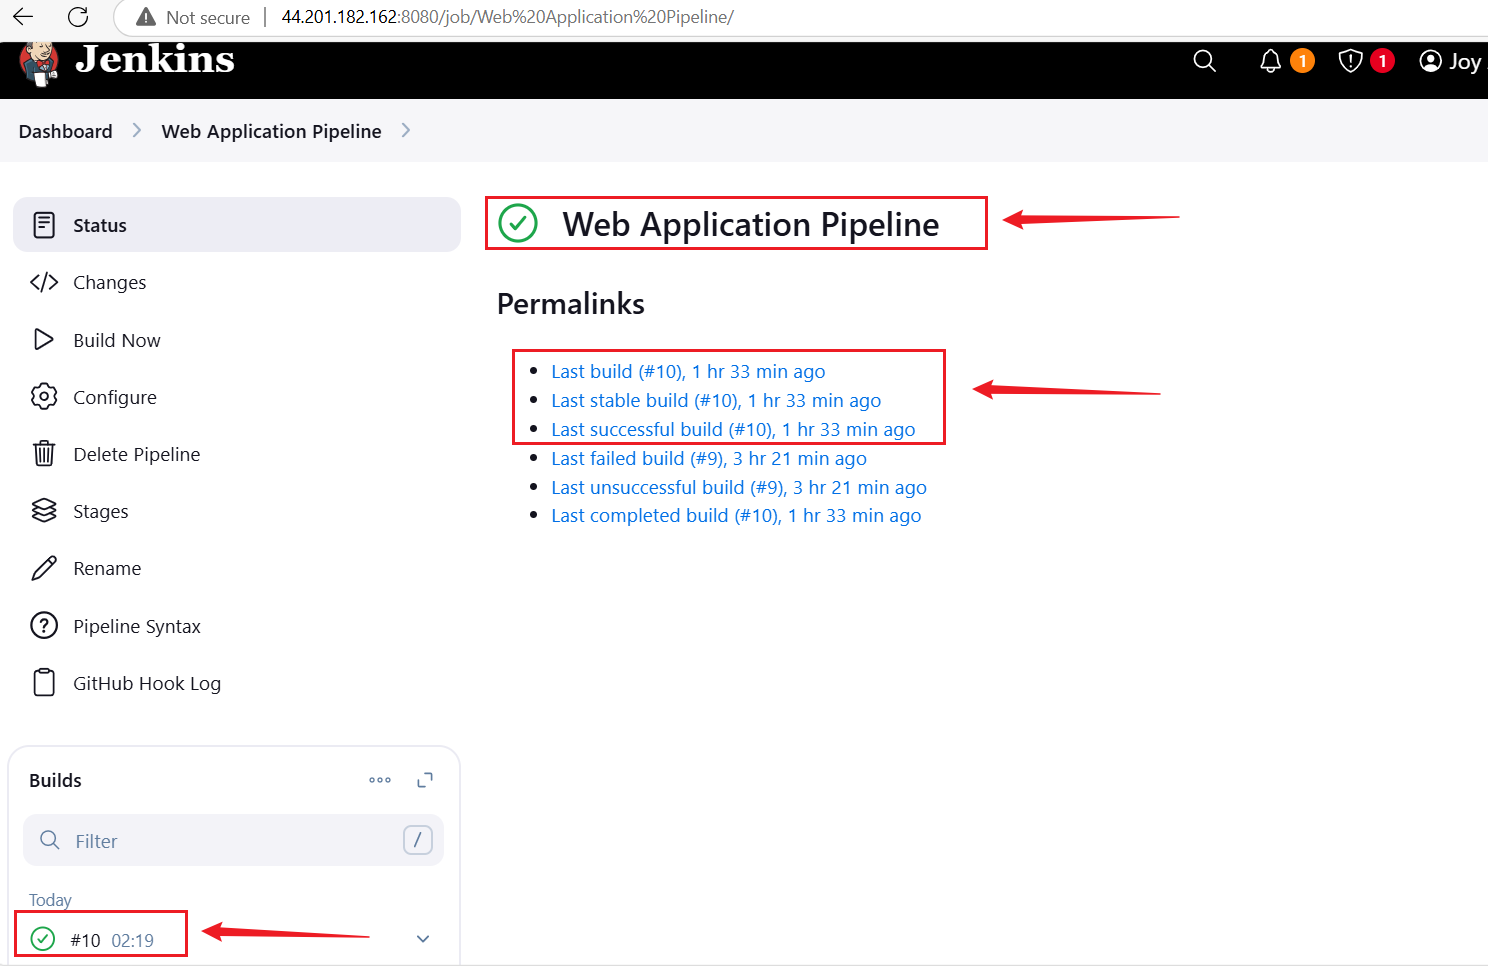 Not secure | 44.201.182.162:8080/job/Web%20Application%20Pipeline/
Jenkins
1
1
Joy
Dashboard
Web Application Pipeline
Status
Changes
Build Now
Configure
Delete Pipeline
Stages
Rename
Pipeline Syntax
GitHub Hook Log
Builds
Filter
/
Today
#10 02:19
Web Application Pipeline
Permalinks
Last build (#10), 1 hr 33 min ago
Last stable build (#10), 1 hr 33 min ago
Last successful build (#10), 1 hr 33 min ago
Last failed build (#9), 3 hr 21 min ago
Last unsuccessful build (#9), 3 hr 21 min ago
Last completed build (#10), 1 hr 33 min ago